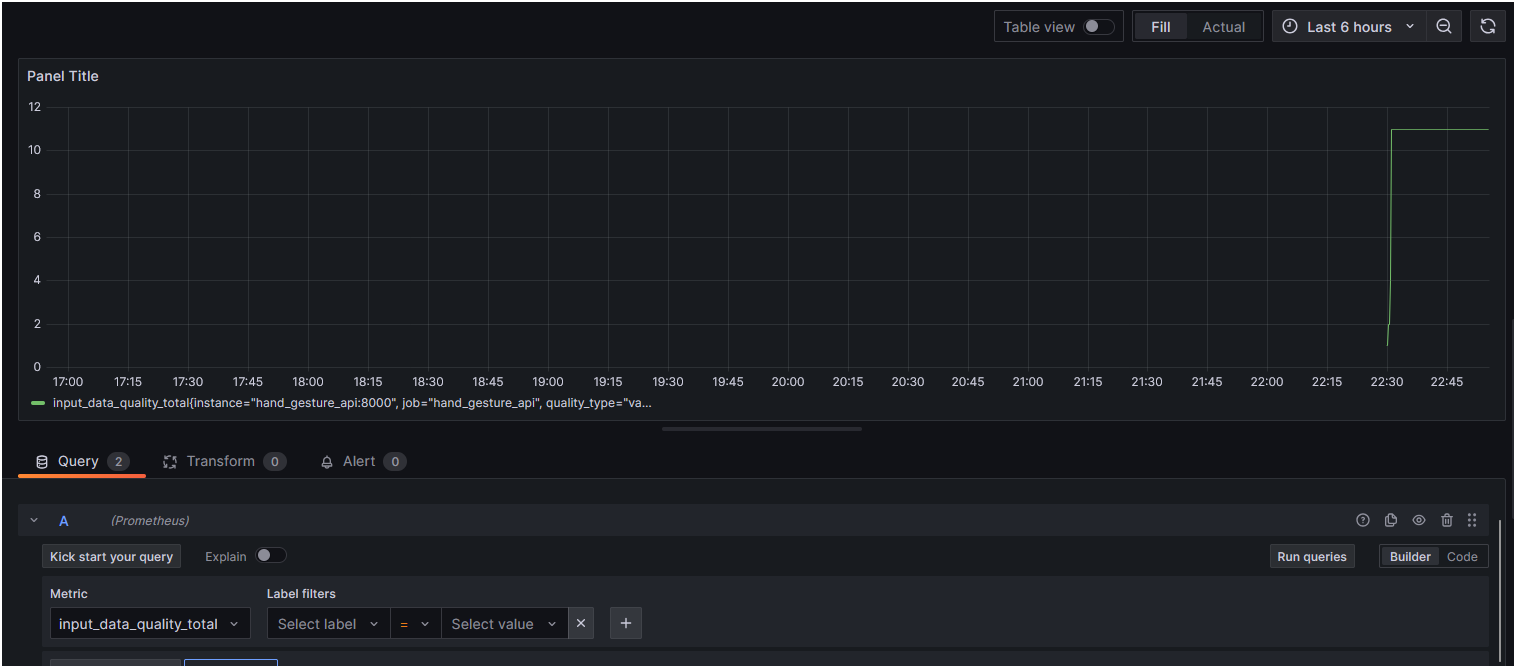 Table view Fill Actual Last 6 hours
Panel Title
12
10
8
6
4
2
0
17:00 17:15 17:30 17:45 18:00 18:15 18:30 18:45 19:00 19:15 19:30 19:45 20:00 20:15 20:30 20:45 21:00 21:15 21:30 21:45 22:00 22:15 22:30 22:45
input_data_quality_total{instance="hand_gesture_api:8000", job="hand_gesture_api", quality_type="va...
Query 2 Transform 0 Alert 0
A (Prometheus)
Kick start your query Explain Run queries Builder Code
Metric Label filters
input_data_quality_total Select label = Select value